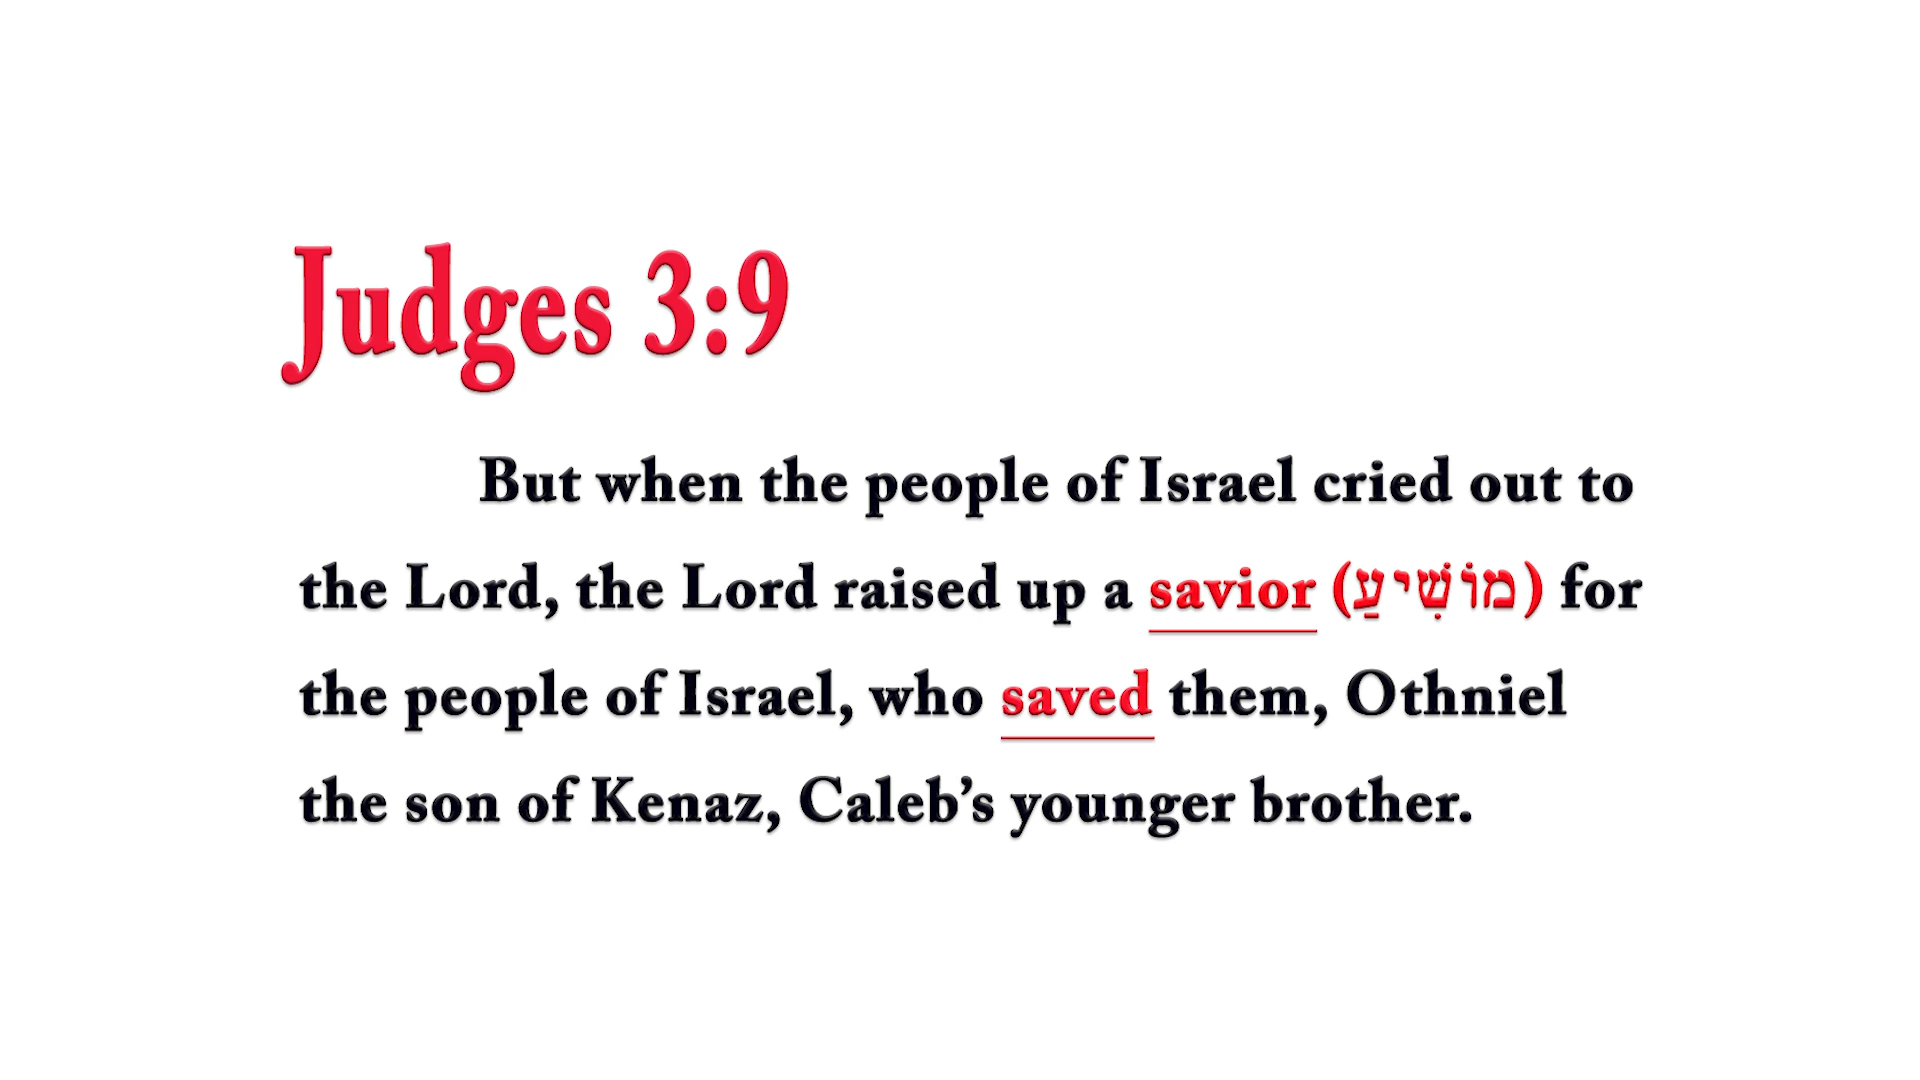 Judges 3:9
But when the people of Israel cried out to
the Lord, the Lord raised up a savior (מוֹשִׁיעַ) for
the people of Israel, who saved them, Othniel
the son of Kenaz, Caleb’s younger brother.